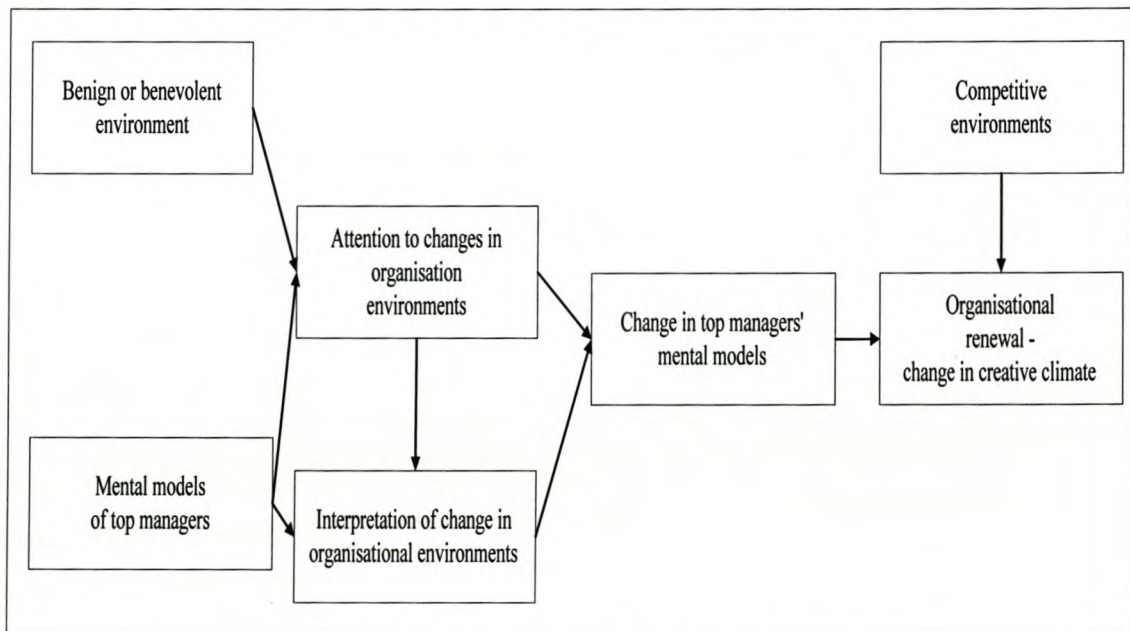 Benign or benevolent
environment
Competitive
environments
Attention to changes in
organisation
environments
Change in top managers'
mental models
Organisational
renewal -
change in creative climate
Mental models
of top managers
Interpretation of change in
organisational environments